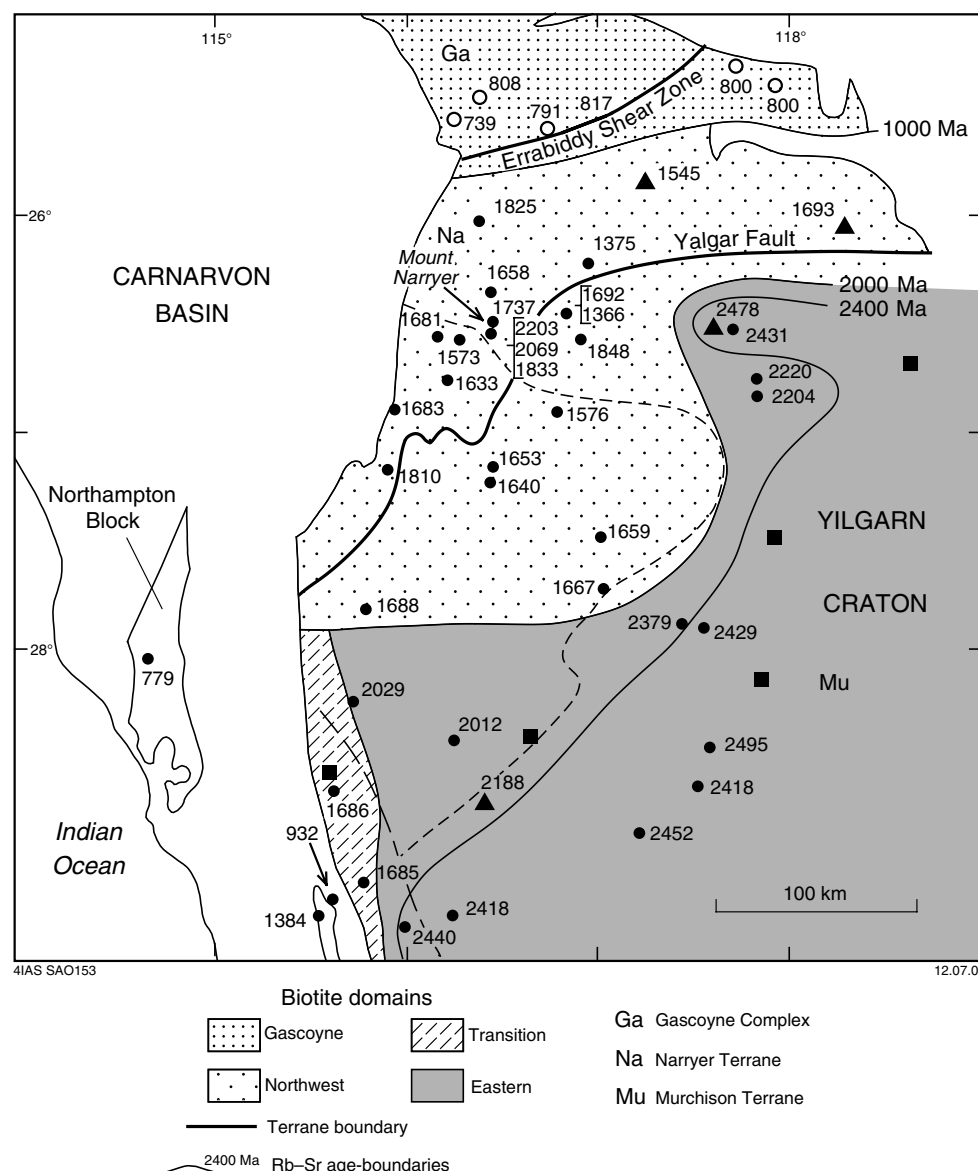 115°
118°
Ga
808
739
791
817
800
800
Errabiddy Shear Zone
1000 Ma
1545
26°
1825
1693
Na
1375
Yalgar Fault
Mount
Narryer
CARNARVON
BASIN
1658
1692
1366
2000 Ma
2400 Ma
1737
2203
2069
1833
1681
1573
1848
2478
2431
1633
2220
2204
1683
1576
1810
1653
1640
Northampton
Block
YILGARN
CRATON
1659
1667
1688
2379
2429
28°
779
Mu
2029
2012
2495
2188
2418
1686
Indian
Ocean
932
2452
1685
1384
2418
2440
100 km
4IAS SAO153
12.07.0
Biotite domains
Gascoyne
Transition
Northwest
Eastern
Ga Gascoyne Complex
Na Narryer Terrane
Mu Murchison Terrane
Terrane boundary
2400 Ma Rb–Sr age-boundaries